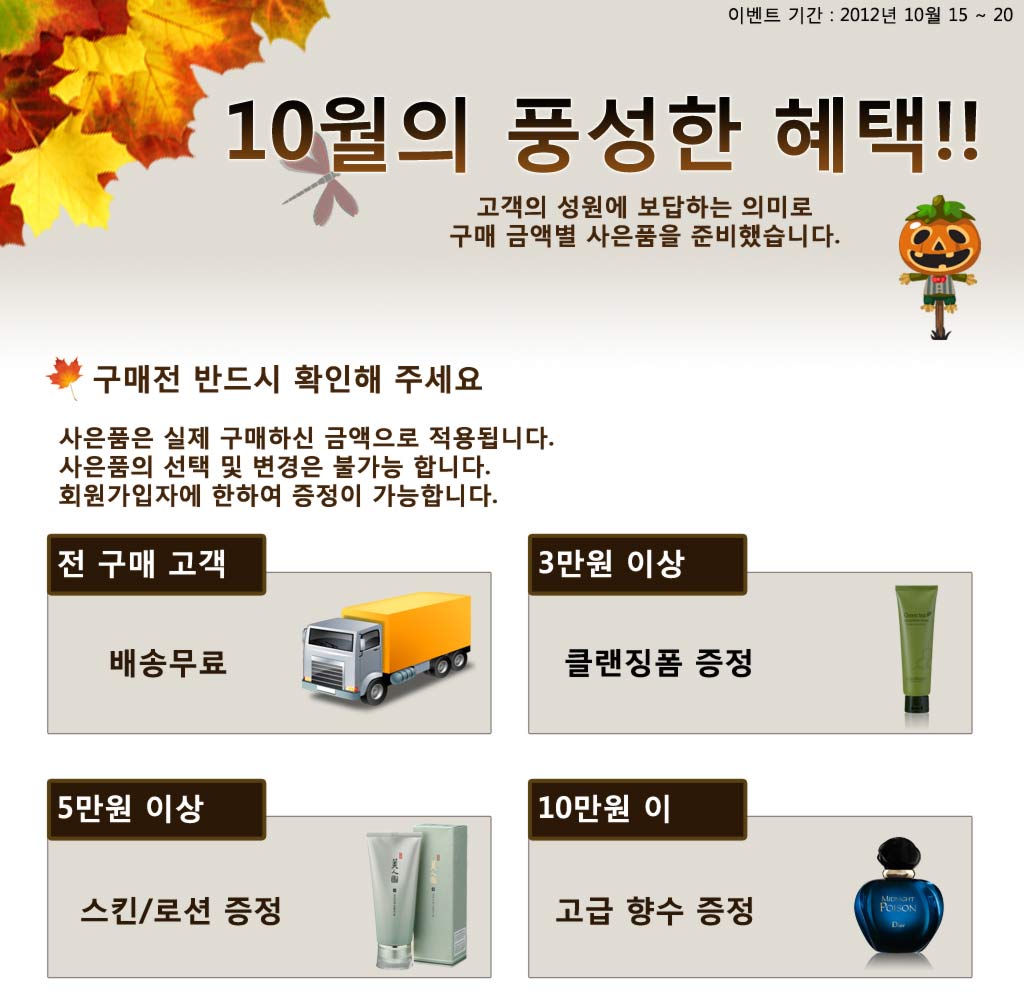 이벤트 기간 : 2012년 10월 15 ~ 20
10월의 풍성한 혜택!!
고객의 성원에 보답하는 의미로
구매 금액별 사은품을 준비했습니다.
구매전 반드시 확인해 주세요
사은품은 실제 구매하신 금액으로 적용됩니다.
사은품의 선택 및 변경은 불가능 합니다.
회원가입자에 한하여 증정이 가능합니다.
전 구매 고객
배송무료
3만원 이상
클랜징폼 증정
5만원 이상
스킨/로션 증정
美人圖
10만원 이
고급 향수 증정
MIDNIGHT
POISON
Dior